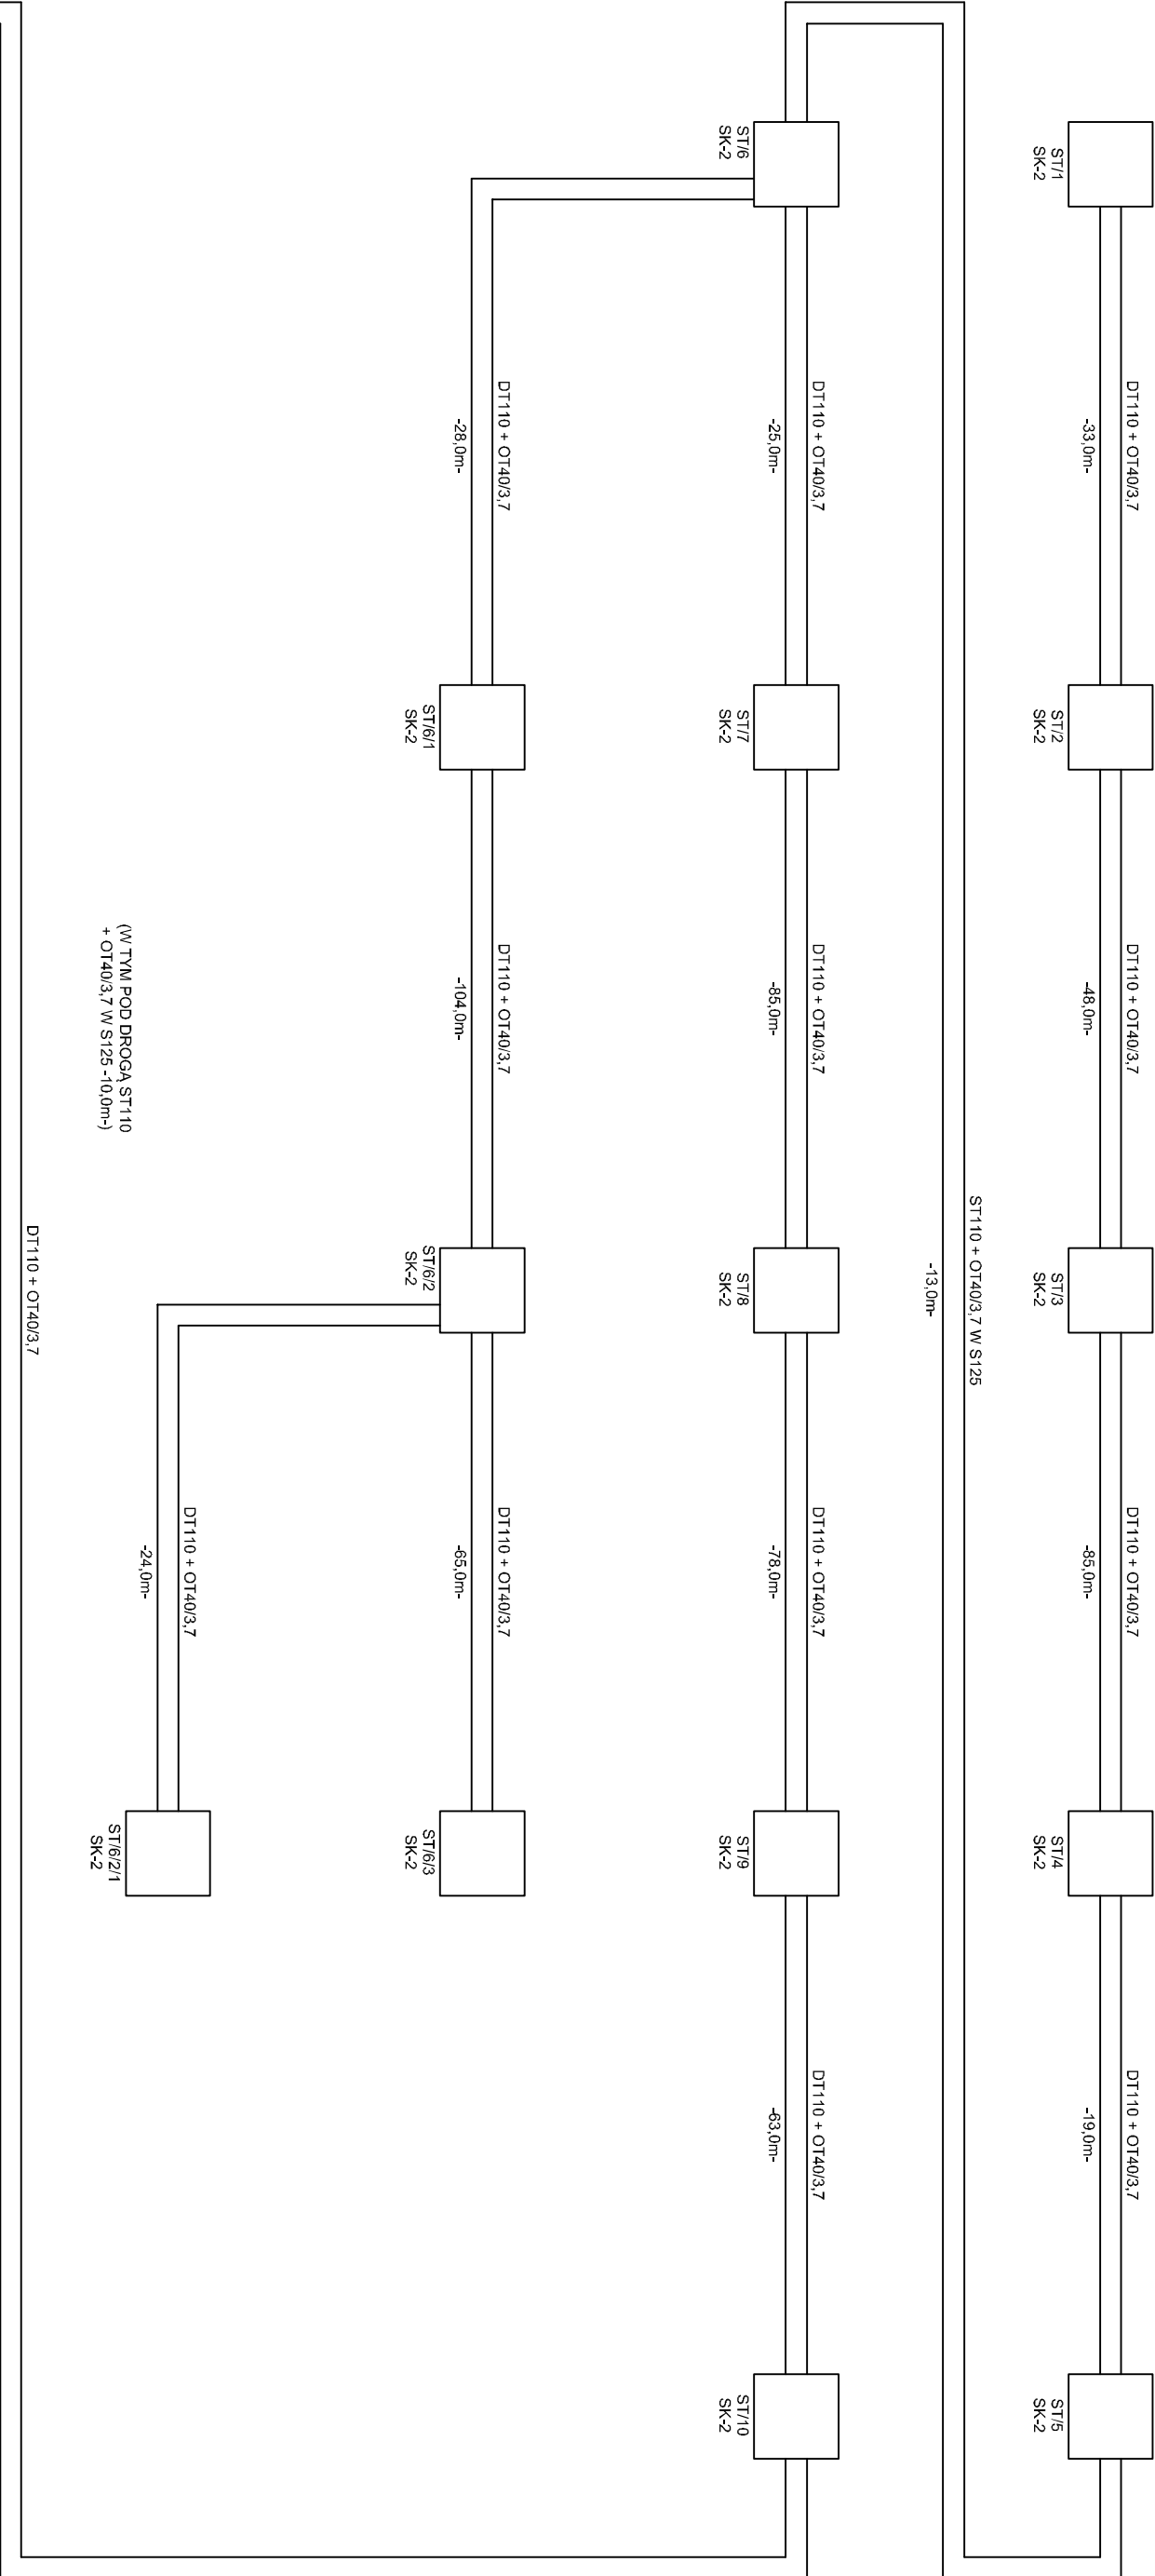 DT110 + OT40/3,7
-33,0m-
DT110 + OT40/3,7
-48,0m-
DT110 + OT40/3,7
-85,0m-
DT110 + OT40/3,7
-19,0m-
ST/1
SK-2
ST/2
SK-2
ST/3
SK-2
ST/4
SK-2
ST/5
SK-2
ST110 + OT40/3,7 W S125
-13,0m-
DT110 + OT40/3,7
-25,0m-
DT110 + OT40/3,7
-85,0m-
DT110 + OT40/3,7
-78,0m-
DT110 + OT40/3,7
-63,0m-
ST/6
SK-2
ST/7
SK-2
ST/8
SK-2
ST/9
SK-2
ST/10
SK-2
DT110 + OT40/3,7
-28,0m-
DT110 + OT40/3,7
-104,0m-
DT110 + OT40/3,7
-65,0m-
ST/6/1
SK-2
ST/6/2
SK-2
ST/6/3
SK-2
DT110 + OT40/3,7
-24,0m-
ST/6/2/1
SK-2
(W TYM POD DROGĄ ST110
+ OT40/3,7 W S125 -10,0m-)
DT110 + OT40/3,7